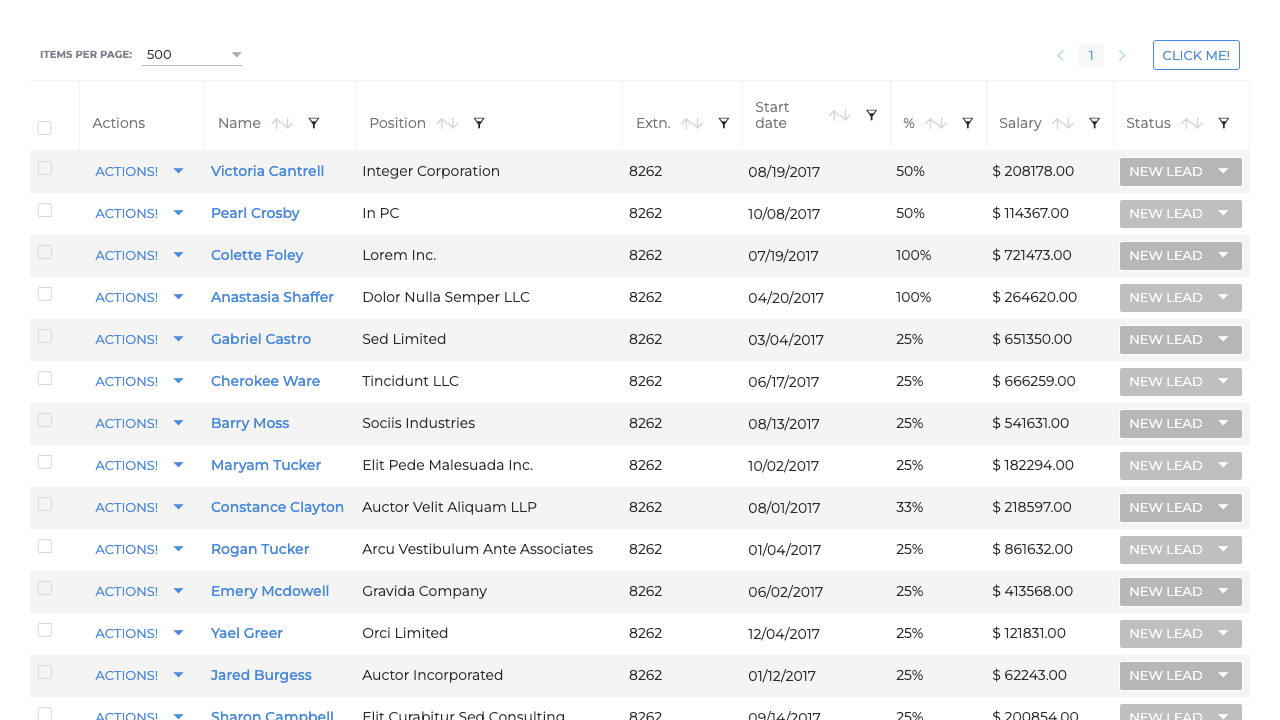 ITEMS PER PAGE: 500 1 CLICK ME!
Actions Name Position Extn. Start date % Salary Status
ACTIONS! Victoria Cantrell Integer Corporation 8262 08/19/2017 50% $ 208178.00 NEW LEAD
ACTIONS! Pearl Crosby In PC 8262 10/08/2017 50% $ 114367.00 NEW LEAD
ACTIONS! Colette Foley Lorem Inc. 8262 07/19/2017 100% $ 721473.00 NEW LEAD
ACTIONS! Anastasia Shaffer Dolor Nulla Semper LLC 8262 04/20/2017 100% $ 264620.00 NEW LEAD
ACTIONS! Gabriel Castro Sed Limited 8262 03/04/2017 25% $ 651350.00 NEW LEAD
ACTIONS! Cherokee Ware Tincidunt LLC 8262 06/17/2017 25% $ 666259.00 NEW LEAD
ACTIONS! Barry Moss Sociis Industries 8262 08/13/2017 25% $ 541631.00 NEW LEAD
ACTIONS! Maryam Tucker Elit Pede Malesuada Inc. 8262 10/02/2017 25% $ 182294.00 NEW LEAD
ACTIONS! Constance Clayton Auctor Velit Aliquam LLP 8262 08/01/2017 33% $ 218597.00 NEW LEAD
ACTIONS! Rogan Tucker Arcu Vestibulum Ante Associates 8262 01/04/2017 25% $ 861632.00 NEW LEAD
ACTIONS! Emery Mcdowell Gravida Company 8262 06/02/2017 25% $ 413568.00 NEW LEAD
ACTIONS! Yael Greer Orci Limited 8262 12/04/2017 25% $ 121831.00 NEW LEAD
ACTIONS! Jared Burgess Auctor Incorporated 8262 01/12/2017 25% $ 62243.00 NEW LEAD
ACTIONS! Sharon Campbell Elit Curabitur Sed Consulting 8262 09/14/2017 25% $ 200854.00 NEW LEAD